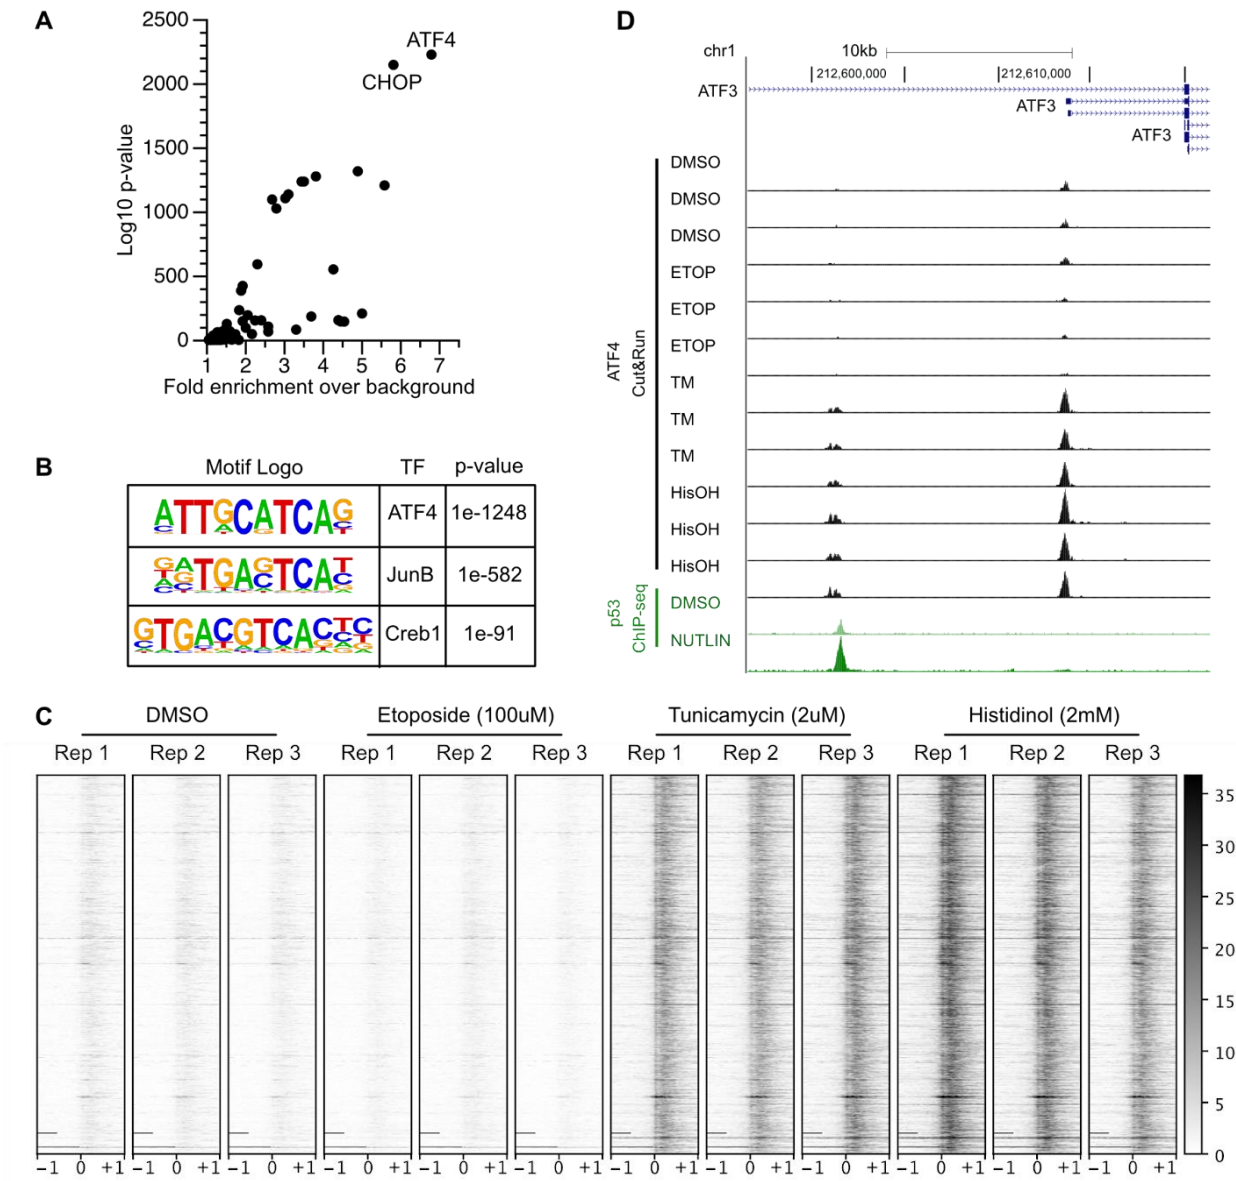 A
2500
2000
1500
1000
500
0
Log10 p-value
ATF4
CHOP
1 2 3 4 5 6 7
Fold enrichment over background
B
Motif Logo TF p-value
ATTGCATCAG ATF4 1e-1248
GATGAGTCAT JunB 1e-582
GTGACGTCACCC Creb1 1e-91
D
chr1 10kb
212,600,000 212,610,000
ATF3
ATF3
ATF3
ATF4
Cut&Run
DMSO
DMSO
DMSO
ETOP
ETOP
ETOP
TM
TM
TM
HisOH
HisOH
HisOH
p53
ChIP-seq
DMSO
NUTLIN
C
DMSO Etoposide (100uM) Tunicamycin (2uM) Histidinol (2mM)
Rep 1 Rep 2 Rep 3 Rep 1 Rep 2 Rep 3 Rep 1 Rep 2 Rep 3 Rep 1 Rep 2 Rep 3
35
30
25
20
15
10
5
0
−1 0 +1 −1 0 +1 −1 0 +1 −1 0 +1 −1 0 +1 −1 0 +1 −1 0 +1 −1 0 +1 −1 0 +1 −1 0 +1 −1 0 +1 −1 0 +1